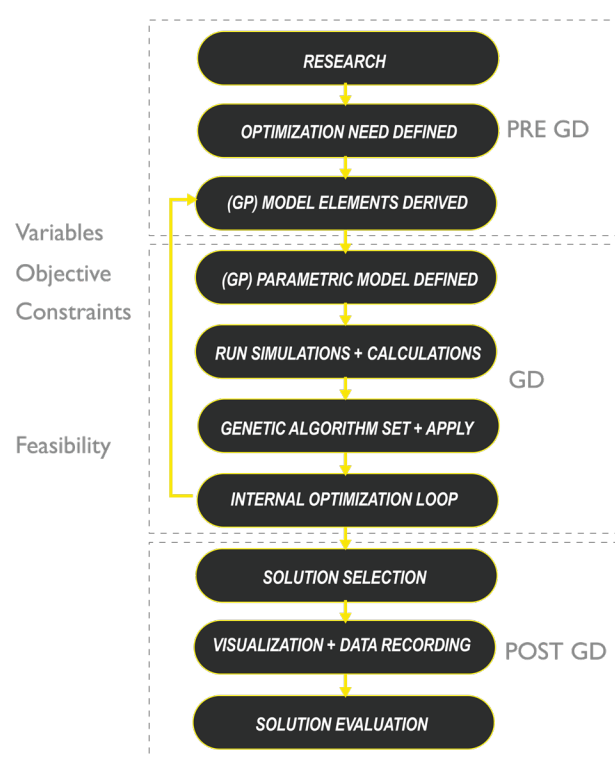 RESEARCH
OPTIMIZATION NEED DEFINED
PRE GD
(GP) MODEL ELEMENTS DERIVED
Variables
Objective
Constraints
(GP) PARAMETRIC MODEL DEFINED
RUN SIMULATIONS + CALCULATIONS
GD
GENETIC ALGORITHM SET + APPLY
Feasibility
INTERNAL OPTIMIZATION LOOP
SOLUTION SELECTION
VISUALIZATION + DATA RECORDING
POST GD
SOLUTION EVALUATION